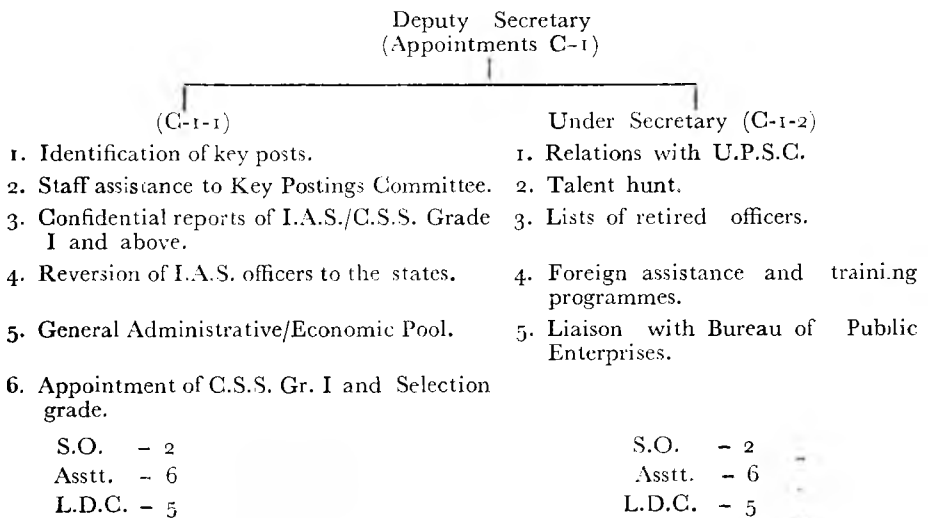 Deputy Secretary
(Appointments C-1)
(C-1-1)
1. Identification of key posts.
2. Staff assistance to Key Postings Committee.
3. Confidential reports of I.A.S./C.S.S. Grade
I and above.
4. Reversion of I.A.S. officers to the states.
5. General Administrative/Economic Pool.
6. Appointment of C.S.S. Gr. I and Selection
grade.
S.O. – 2
Asstt. – 6
L.D.C. – 5
Under Secretary (C-1-2)
1. Relations with U.P.S.C.
2. Talent hunt.
3. Lists of retired officers.
4. Foreign assistance and training
programmes.
5. Liaison with Bureau of Public
Enterprises.
S.O. – 2
Asstt. – 6
L.D.C. – 5